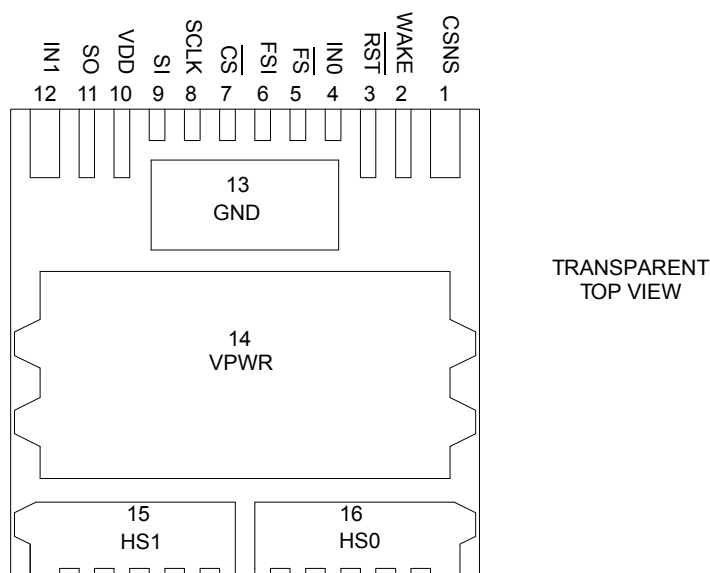 IN1 SO VDD SI SCLK CS FSI FS IN0 RST WAKE CSNS
12 11 10 9 8 7 6 5 4 3 2 1
13
GND
TRANSPARENT
TOP VIEW
14
VPWR
15 16
HS1 HS0